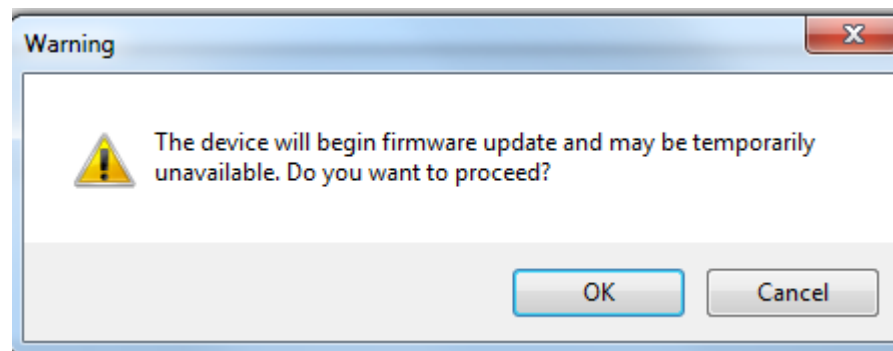 Warning
The device will begin firmware update and may be temporarily
unavailable. Do you want to proceed?
OK
Cancel